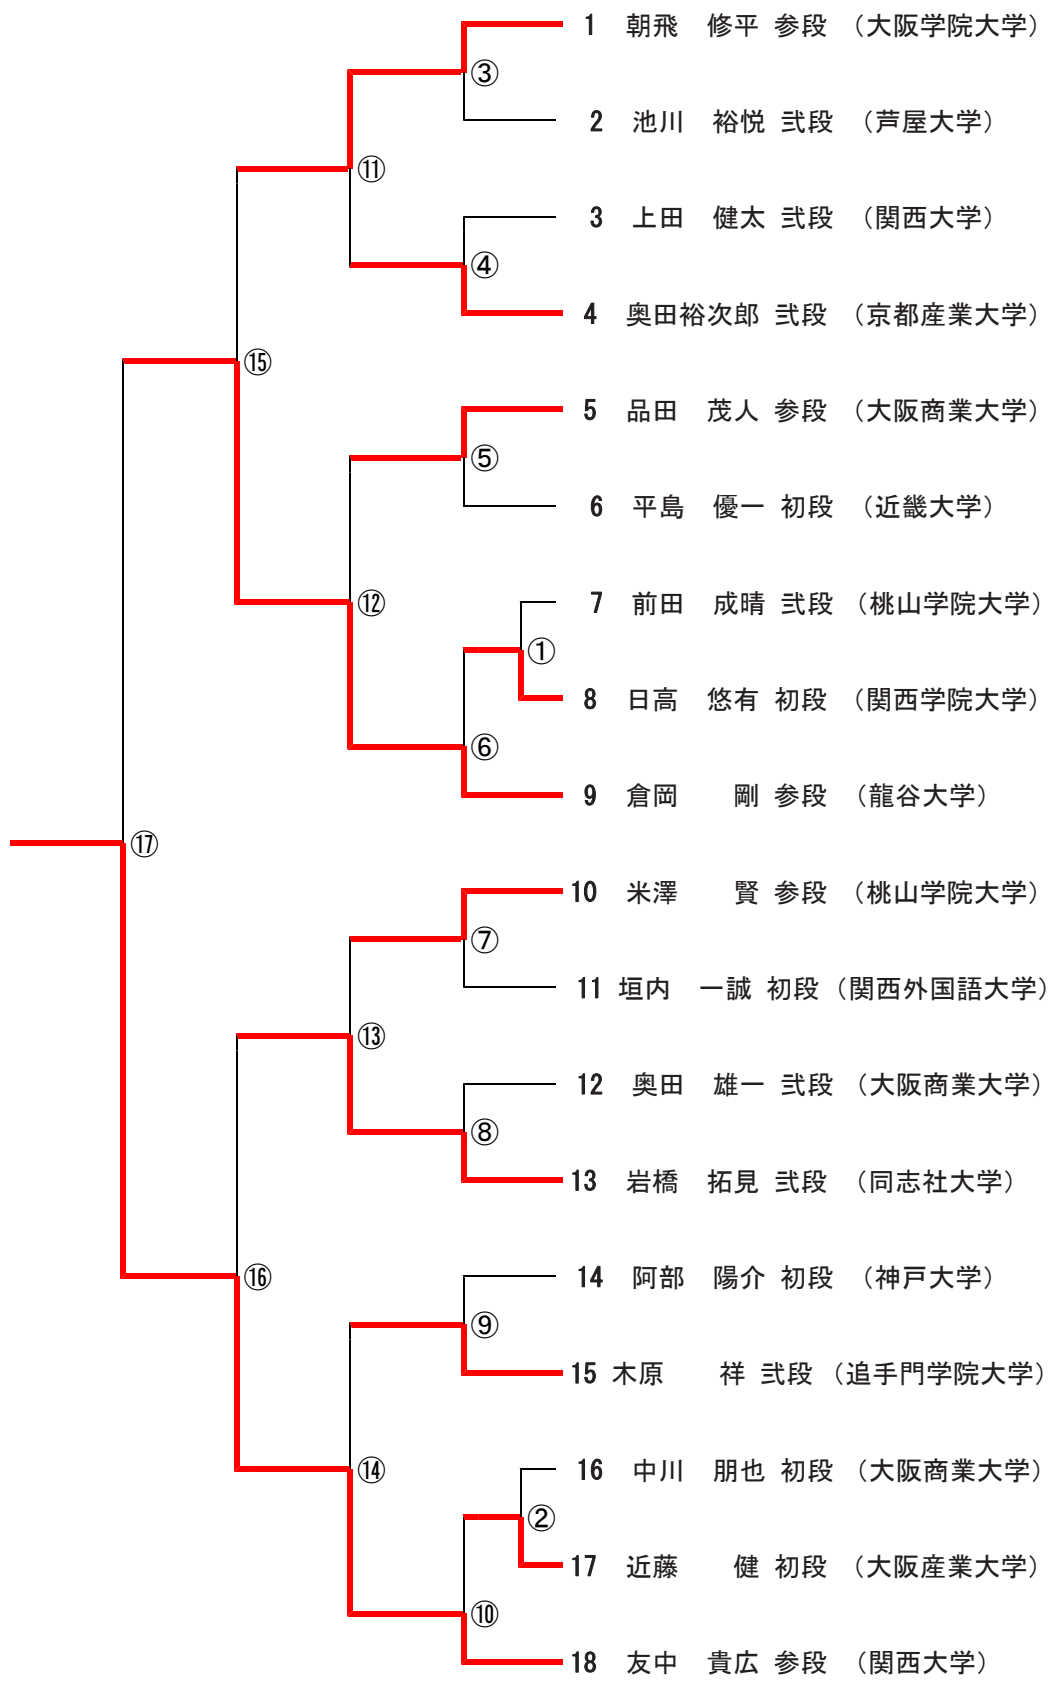 1 朝飛 修平 参段 （大阪学院大学）
③
2 池川 裕悦 弐段 （芦屋大学）
⑪
3 上田 健太 弐段 （関西大学）
④
4 奥田裕次郎 弐段 （京都産業大学）
⑮
5 品田 茂人 参段 （大阪商業大学）
⑤
6 平島 優一 初段 （近畿大学）
⑫
7 前田 成晴 弐段 （桃山学院大学）
①
8 日高 悠有 初段 （関西学院大学）
⑥
9 倉岡 剛 参段 （龍谷大学）
⑰
10 米澤 賢 参段 （桃山学院大学）
⑦
11 垣内 一誠 初段 （関西外国語大学）
⑬
12 奥田 雄一 弐段 （大阪商業大学）
⑧
13 岩橋 拓見 弐段 （同志社大学）
⑯
14 阿部 陽介 初段 （神戸大学）
⑨
15 木原 祥 弐段 （追手門学院大学）
⑭
16 中川 朋也 初段 （大阪商業大学）
②
17 近藤 健 初段 （大阪産業大学）
⑩
18 友中 貴広 参段 （関西大学）